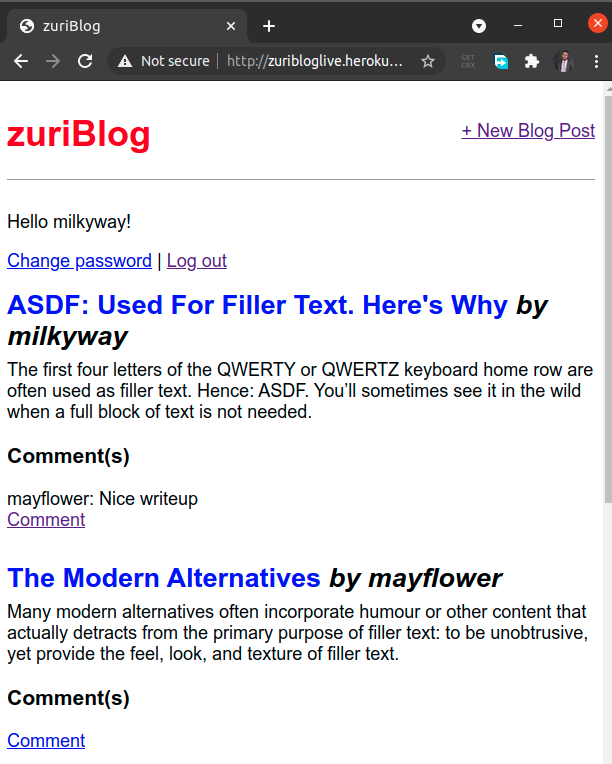 zuriBlog
Not secure | http://zuribloglive.heroku...
GET
CRX
zuriBlog
+ New Blog Post
Hello milkyway!
Change password | Log out
ASDF: Used For Filler Text. Here's Why by
milkyway
The first four letters of the QWERTY or QWERTZ keyboard home row are
often used as filler text. Hence: ASDF. You’ll sometimes see it in the wild
when a full block of text is not needed.
Comment(s)
mayflower: Nice writeup
Comment
The Modern Alternatives by mayflower
Many modern alternatives often incorporate humour or other content that
actually detracts from the primary purpose of filler text: to be unobtrusive,
yet provide the feel, look, and texture of filler text.
Comment(s)
Comment